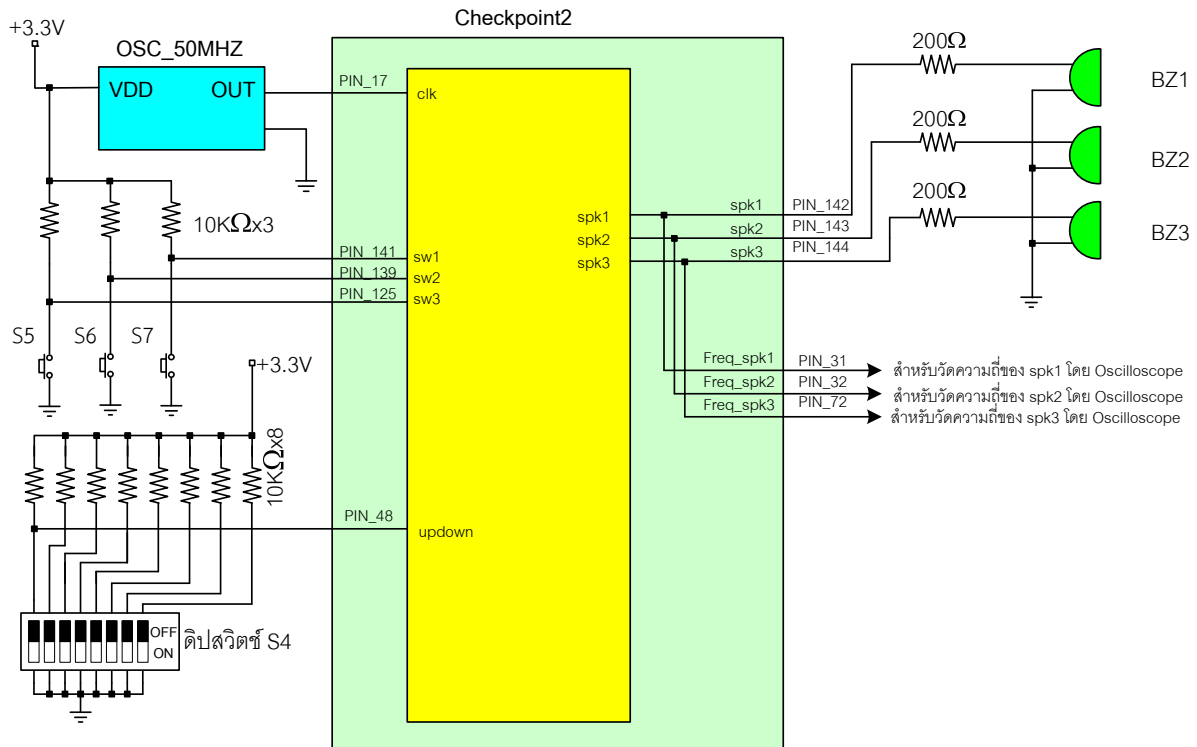 Checkpoint2
+3.3V
OSC_50MHZ
VDD
OUT
PIN_17
clk
10KΩx3
PIN_141
sw1
PIN_139
sw2
PIN_125
sw3
S5
S6
S7
+3.3V
10KΩx8
PIN_48
updown
OFF
ON
ดิปสวิตช์ S4
spk1
spk2
spk3
spk1
PIN_142
spk2
PIN_143
spk3
PIN_144
200Ω
BZ1
200Ω
BZ2
200Ω
BZ3
Freq_spk1
PIN_31
สำหรับวัดความถี่ของ spk1 โดย Oscilloscope
Freq_spk2
PIN_32
สำหรับวัดความถี่ของ spk2 โดย Oscilloscope
Freq_spk3
PIN_72
สำหรับวัดความถี่ของ spk3 โดย Oscilloscope